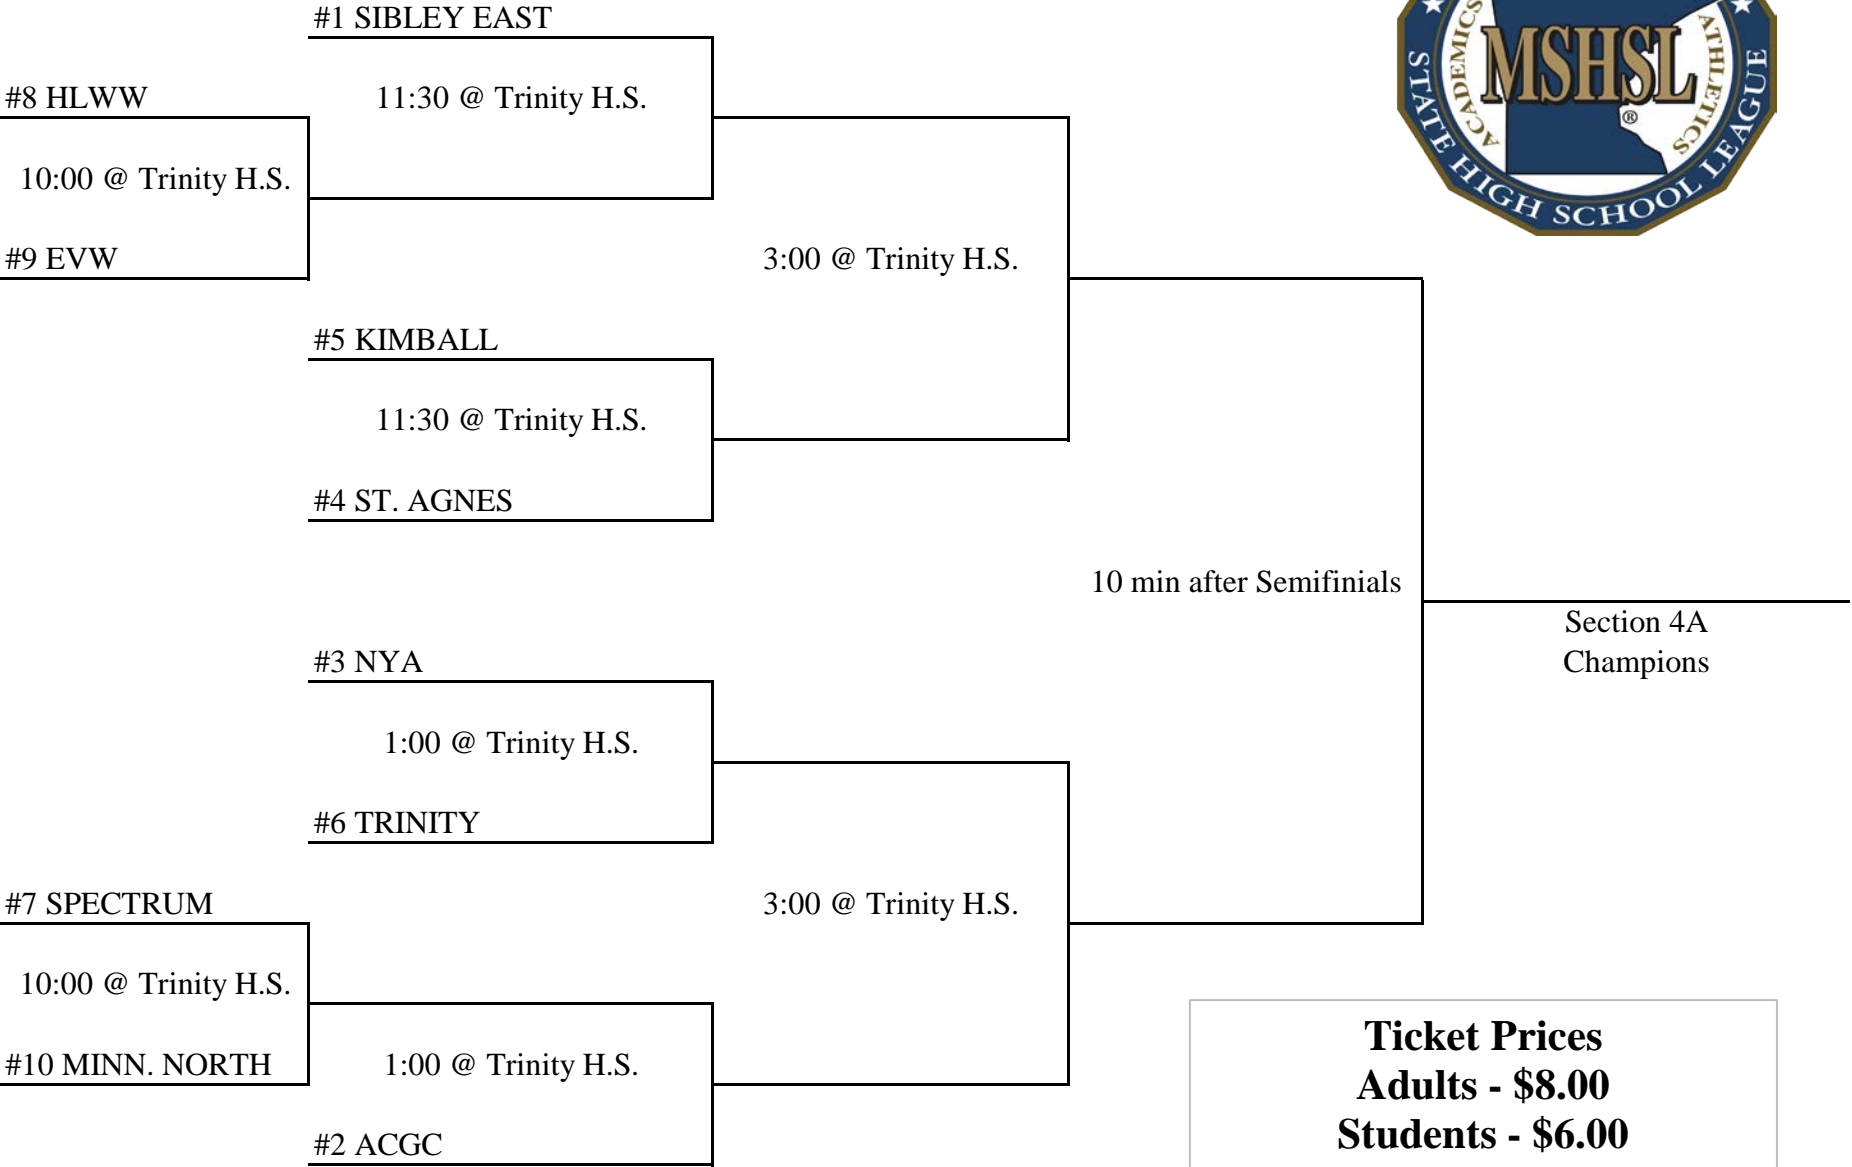 #1 SIBLEY EAST
#8 HLWW
11:30 @ Trinity H.S.
10:00 @ Trinity H.S.
#9 EVW
3:00 @ Trinity H.S.
#5 KIMBALL
11:30 @ Trinity H.S.
#4 ST. AGNES
10 min after Semifinials
Section 4A
Champions
#3 NYA
1:00 @ Trinity H.S.
#6 TRINITY
#7 SPECTRUM
3:00 @ Trinity H.S.
10:00 @ Trinity H.S.
#10 MINN. NORTH
1:00 @ Trinity H.S.
#2 ACGC
Ticket Prices
Adults - $8.00
Students - $6.00
ACADEMICS
MSHSL
®
ATHLETICS
STATE HIGH SCHOOL LEAGUE